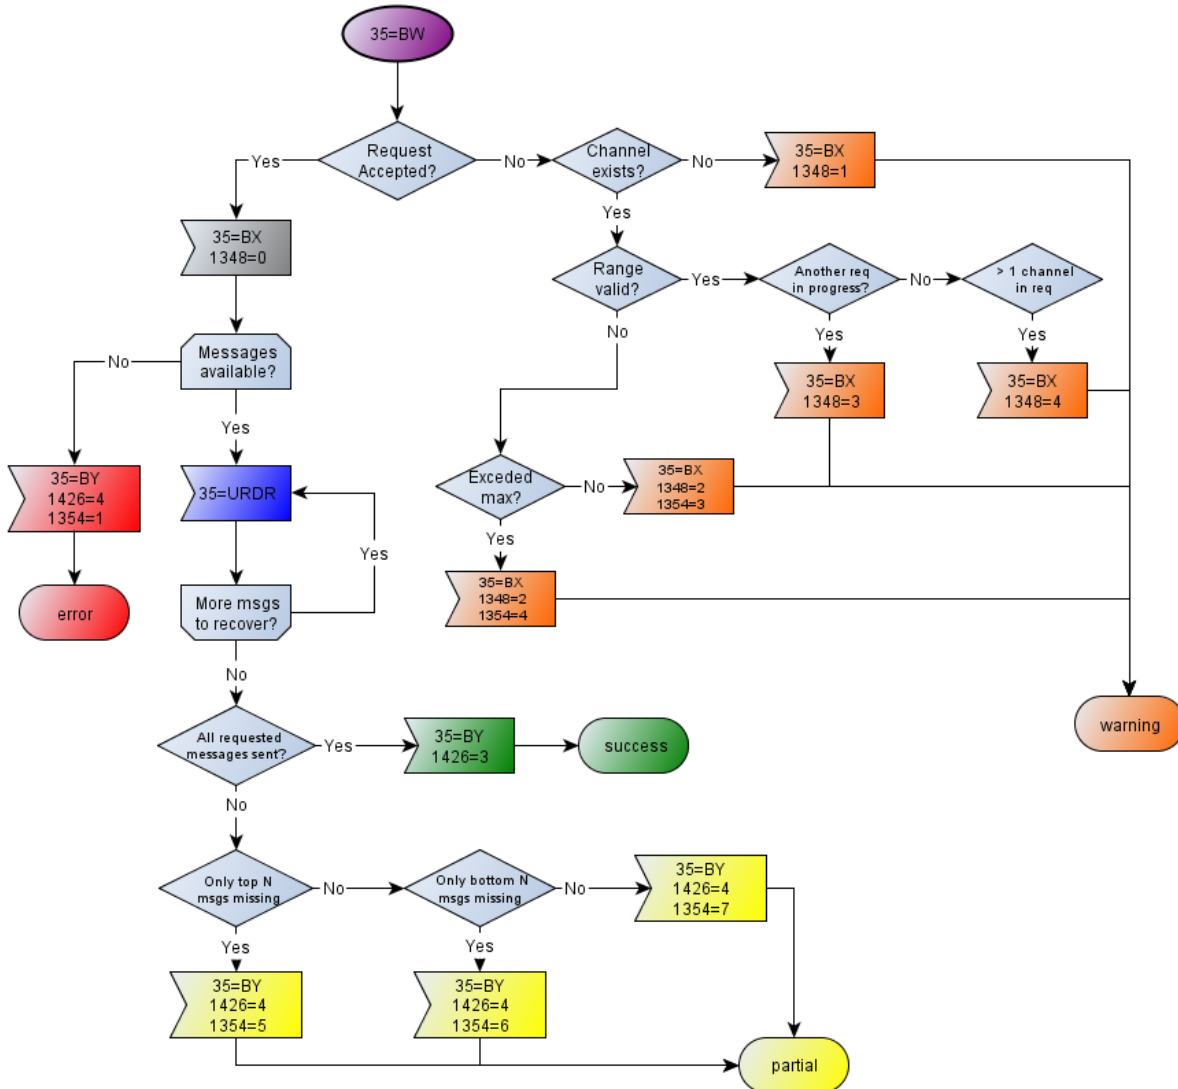 35=BW
Request
Accepted?
Yes
No
Channel
exists?
No
35=BX
1348=1
Yes
35=BX
1348=0
Range
valid?
Yes
Another req
in progress?
No
> 1 channel
in req
No
Yes
Yes
Messages
available?
No
35=BX
1348=3
35=BX
1348=4
Yes
35=BY
1426=4
1354=1
35=URDR
Exceded
max?
No
35=BX
1348=2
1354=3
Yes
Yes
35=BX
1348=2
1354=4
error
More msgs
to recover?
No
warning
All requested
messages sent?
Yes
35=BY
1426=3
success
No
Only top N
msgs missing
No
Only bottom N
msgs missing
No
35=BY
1426=4
1354=7
Yes
Yes
35=BY
1426=4
1354=5
35=BY
1426=4
1354=6
partial